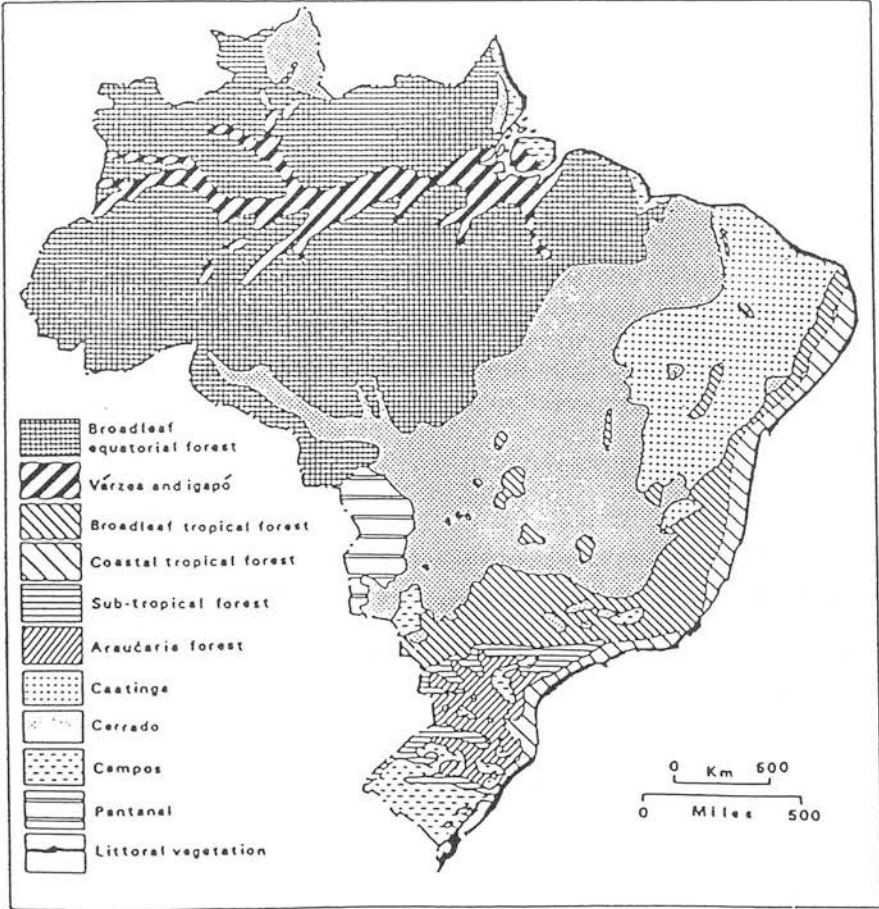 Broadleaf
equatorial forest
Várzea and igapó
Broadleaf tropical forest
Coastal tropical forest
Sub-tropical forest
Araucaria forest
Caatinga
Cerrado
Campos
Pantanal
Littoral vegetation
0 Km 600
0 Miles 500